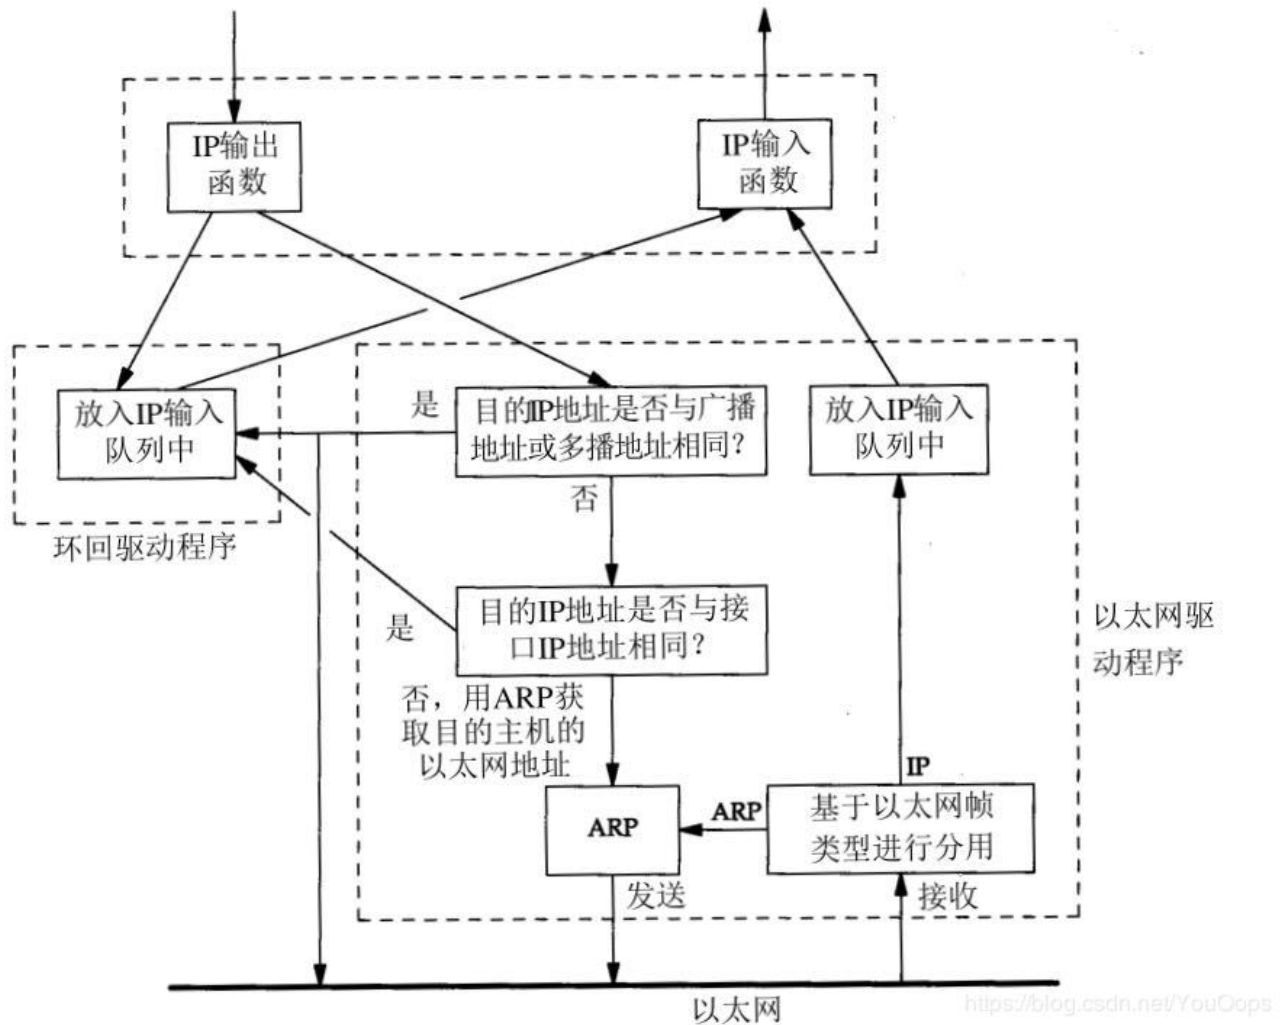 IP输出
函数
IP输入
函数
放入IP输入
队列中
环回驱动程序
是
目的IP地址是否与广播
地址或多播地址相同?
否
放入IP输入
队列中
是
目的IP地址是否与接
口IP地址相同?
否，用ARP获
取目的主机的
以太网地址
以太网驱
动程序
IP
ARP
ARP
基于以太网帧
类型进行分用
发送
接收
以太网
https://blog.csdn.net/YouOops